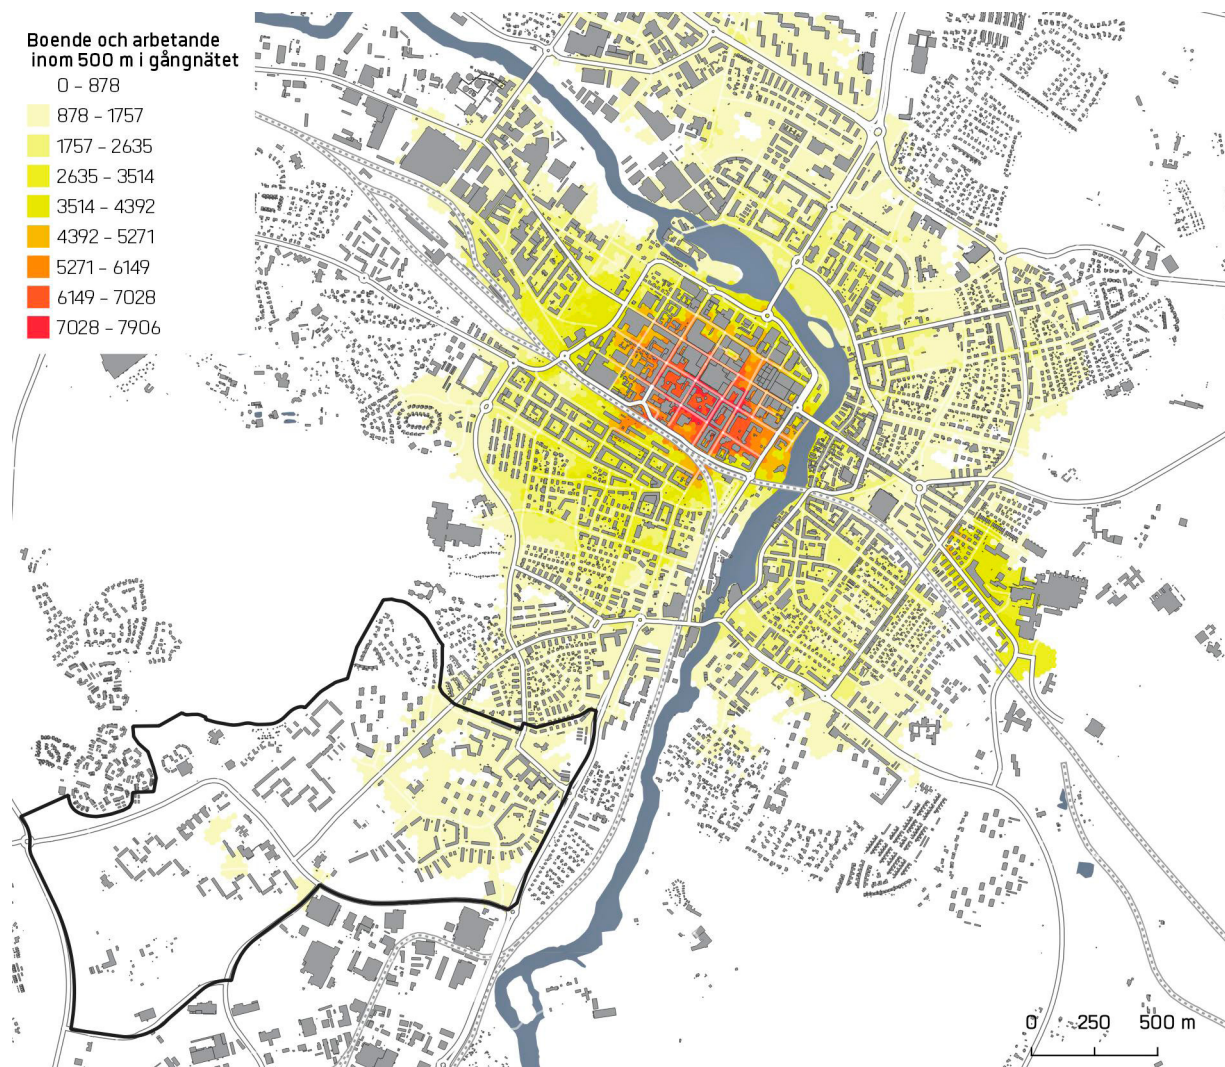 Boende och arbetande
inom 500 m i gångnätet
0 – 878
878 – 1757
1757 – 2635
2635 – 3514
3514 – 4392
4392 – 5271
5271 – 6149
6149 – 7028
7028 – 7906
0 250 500 m